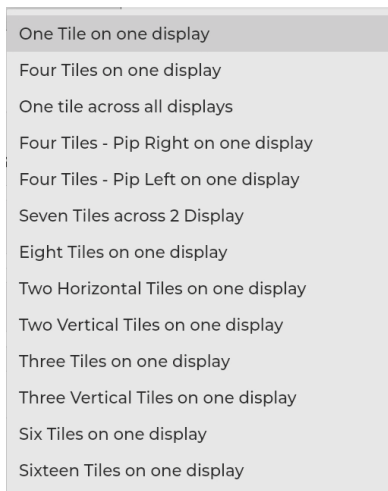 One Tile on one display
Four Tiles on one display
One tile across all displays
Four Tiles - Pip Right on one display
Four Tiles - Pip Left on one display
Seven Tiles across 2 Display
Eight Tiles on one display
Two Horizontal Tiles on one display
Two Vertical Tiles on one display
Three Tiles on one display
Three Vertical Tiles on one display
Six Tiles on one display
Sixteen Tiles on one display